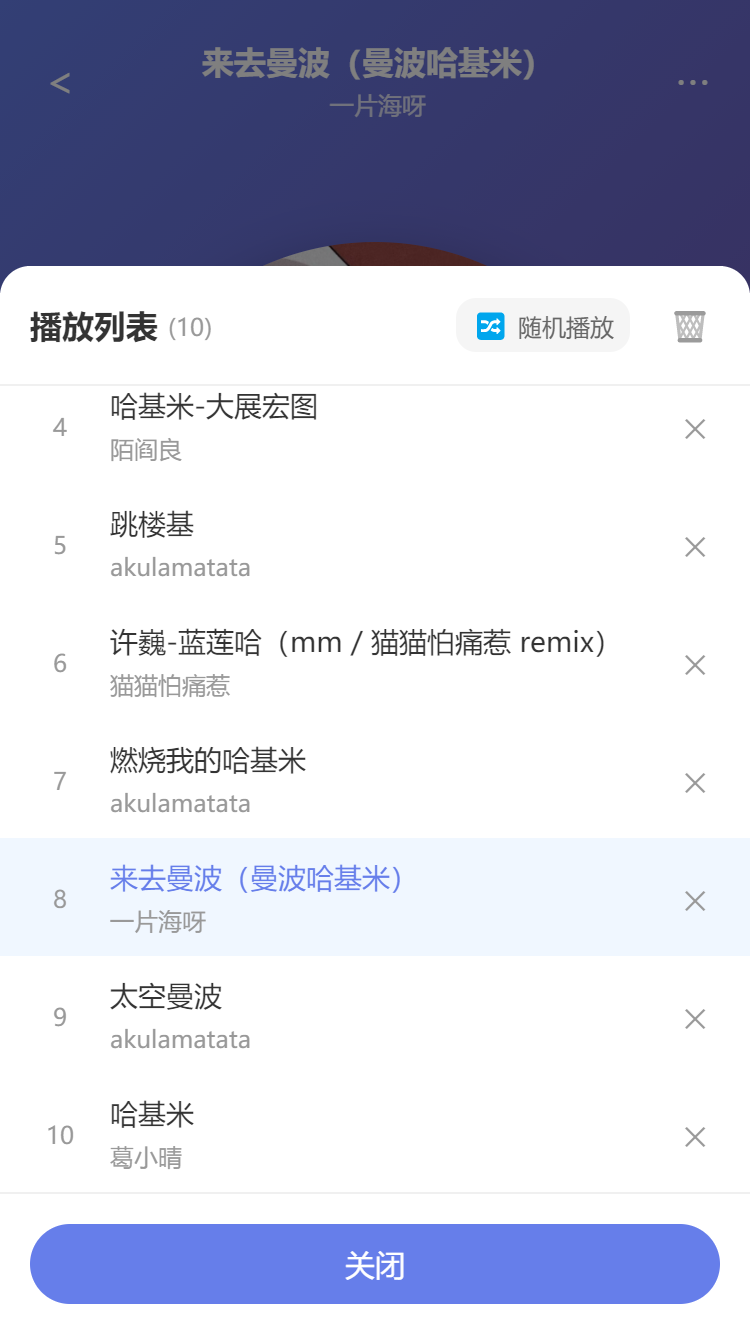 <
来去曼波（曼波哈基米）
一片海呀
...
播放列表 (10)
随机播放
4
哈基米-大展宏图
陌阎良
5
跳楼基
akulamatata
6
许巍-蓝莲哈（mm / 猫猫怕痛惹 remix）
猫猫怕痛惹
7
燃烧我的哈基米
akulamatata
8
来去曼波（曼波哈基米）
一片海呀
9
太空曼波
akulamatata
10
哈基米
葛小晴
关闭